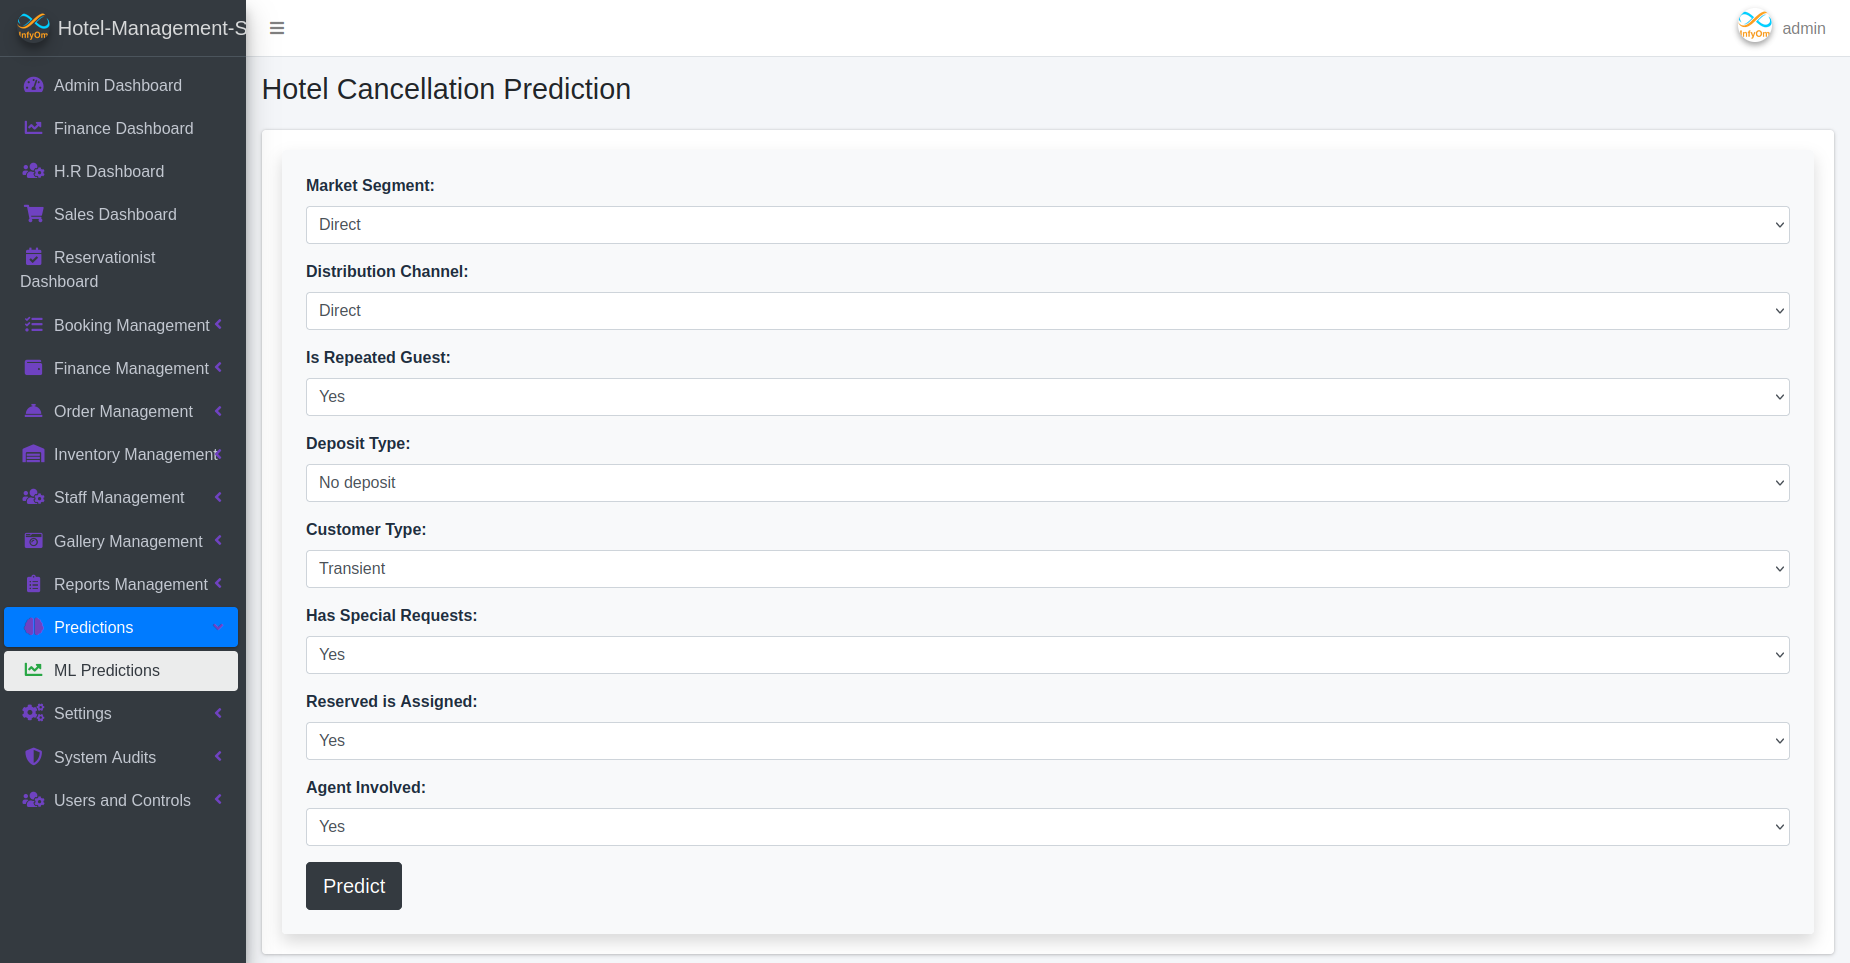 InfyOm
Hotel-Management-S
InfyOm
admin
Admin Dashboard
Finance Dashboard
H.R Dashboard
Sales Dashboard
Reservationist
Dashboard
Booking Management
Finance Management
Order Management
Inventory Management
Staff Management
Gallery Management
Reports Management
Predictions
ML Predictions
Settings
System Audits
Users and Controls
Hotel Cancellation Prediction
Market Segment:
Direct
Distribution Channel:
Direct
Is Repeated Guest:
Yes
Deposit Type:
No deposit
Customer Type:
Transient
Has Special Requests:
Yes
Reserved is Assigned:
Yes
Agent Involved:
Yes
Predict